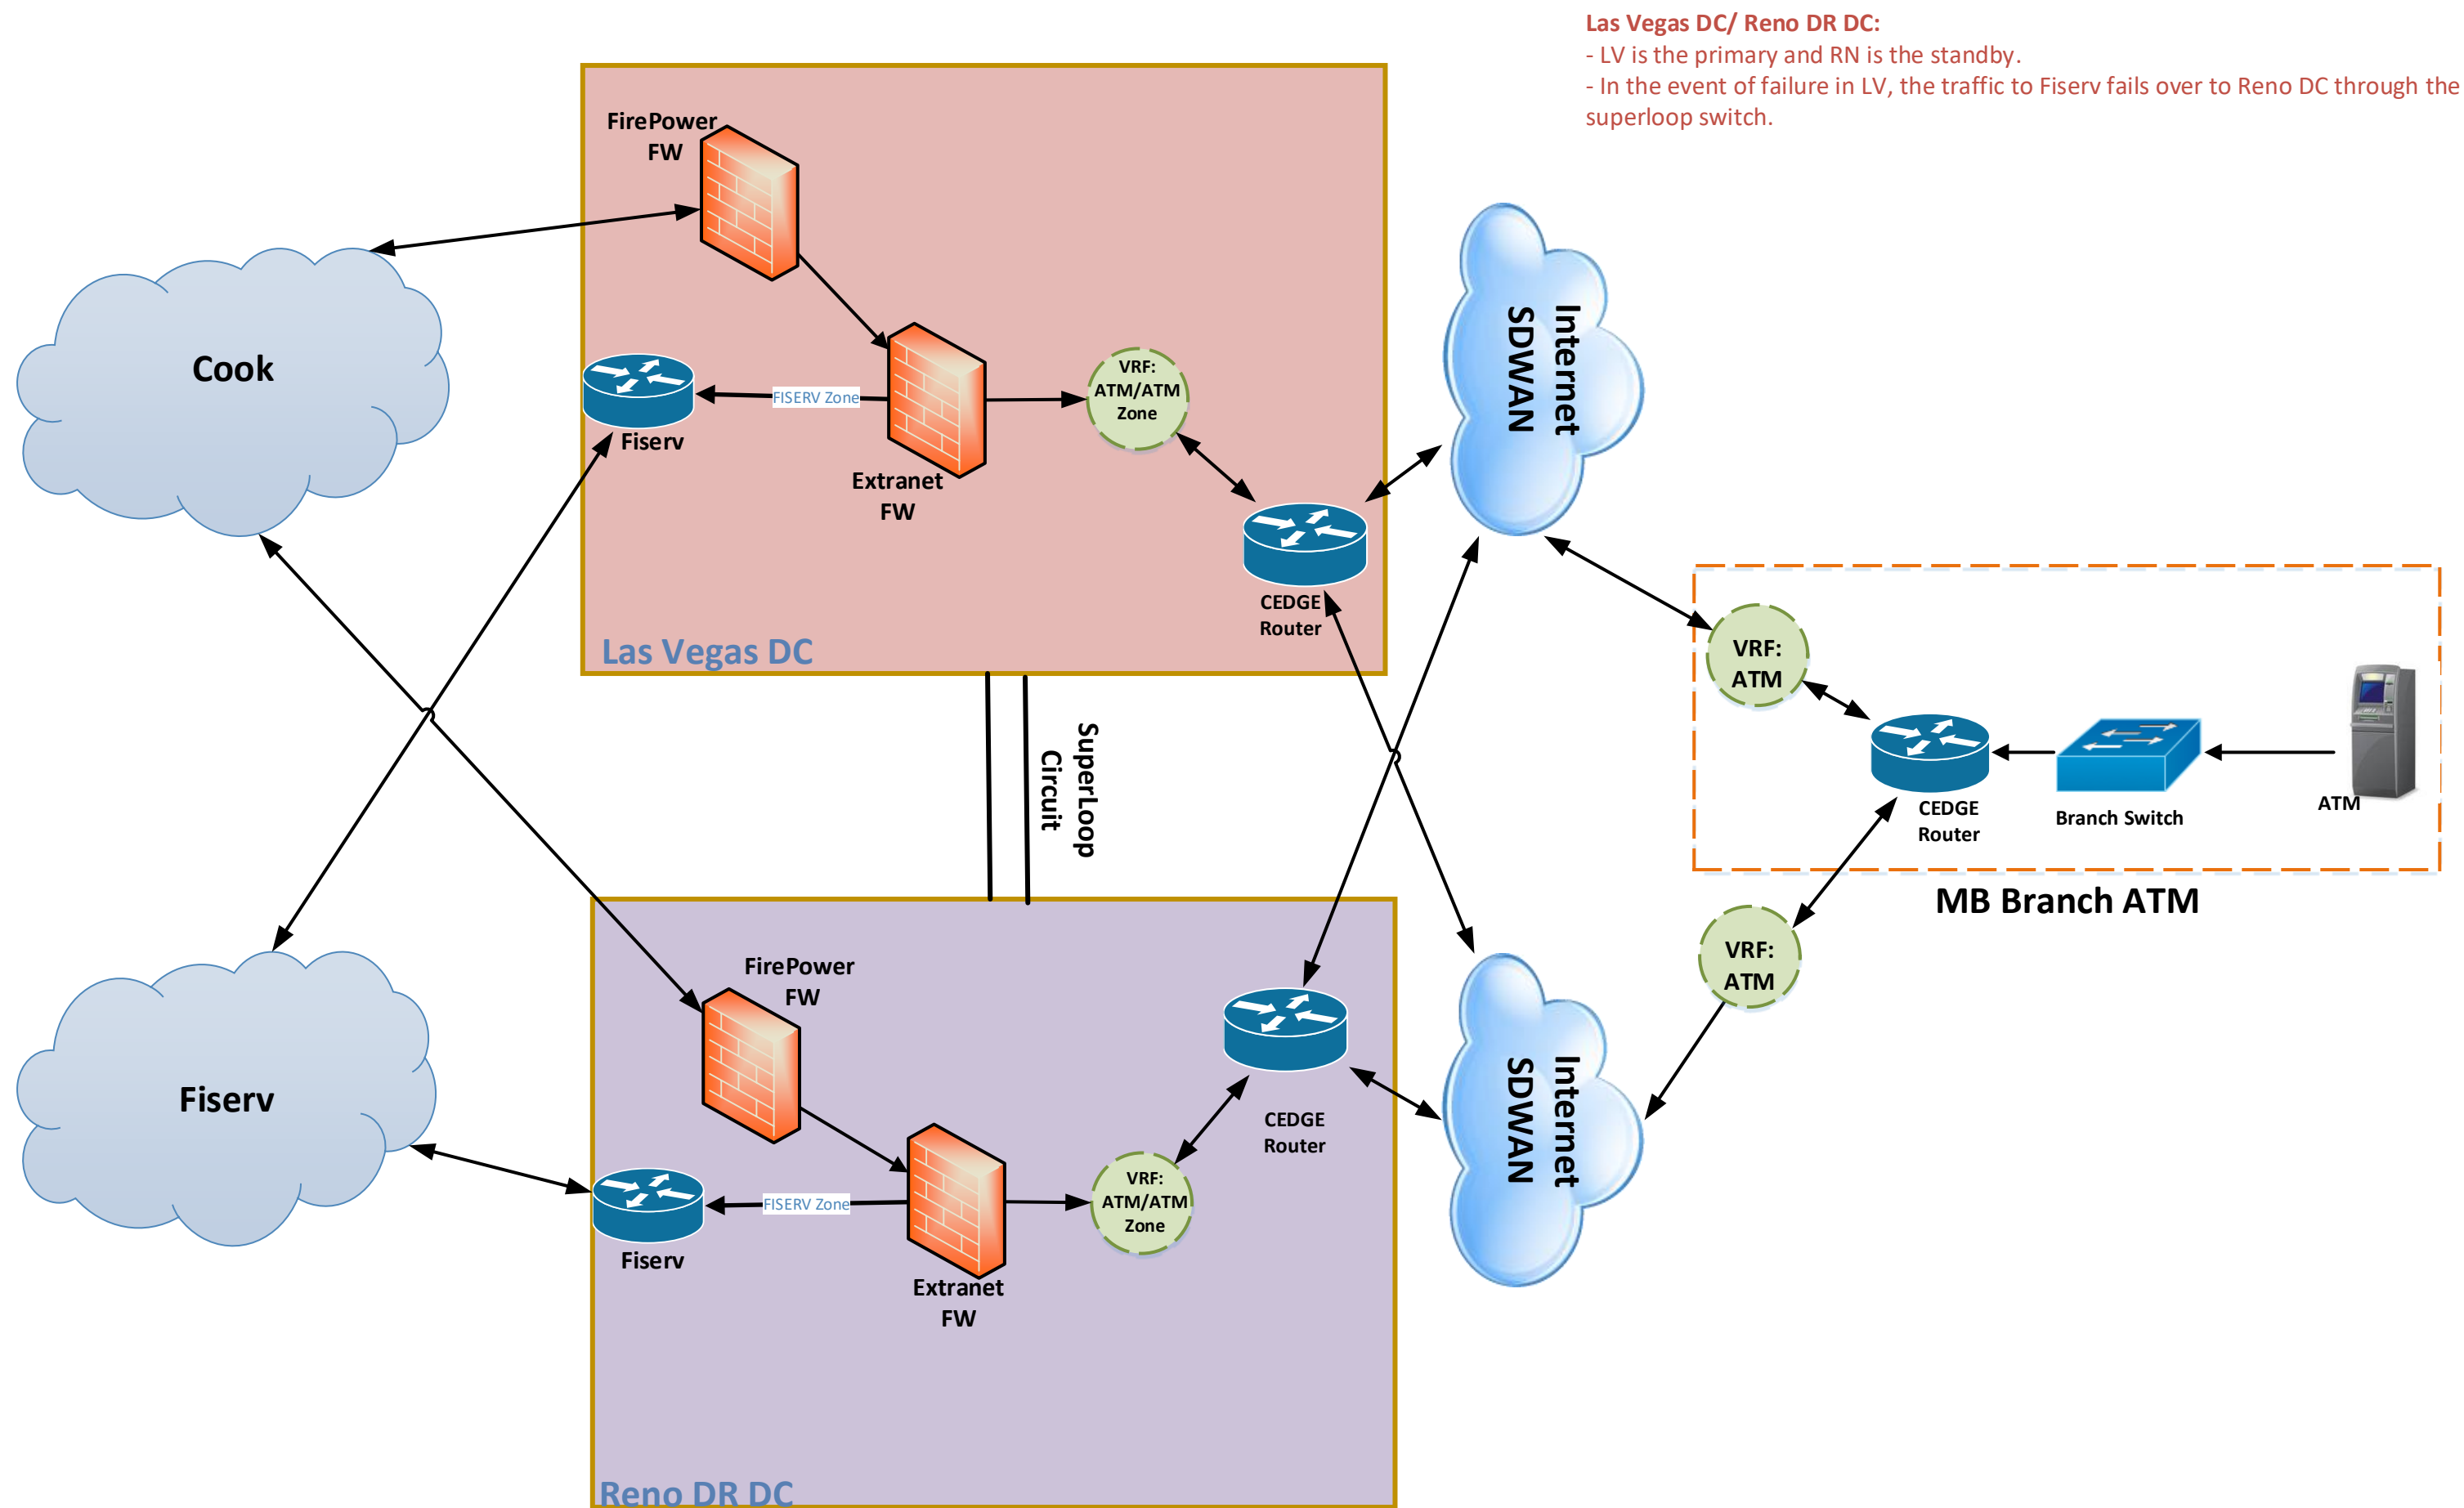 Las Vegas DC/ Reno DR DC:
- LV is the primary and RN is the standby.
- In the event of failure in LV, the traffic to Fiserv fails over to Reno DC through the
superloop switch.
FirePower
FW
Cook
Fiserv
FISERV Zone
Extranet
FW
VRF:
ATM/ATM
Zone
CEDGE
Router
Las Vegas DC
Internet
SDWAN
VRF:
ATM
CEDGE
Router
Branch Switch
ATM
MB Branch ATM
VRF:
ATM
SuperLoop
Circuit
Fiserv
FirePower
FW
Fiserv
FISERV Zone
Extranet
FW
VRF:
ATM/ATM
Zone
CEDGE
Router
Internet
SDWAN
Reno DR DC